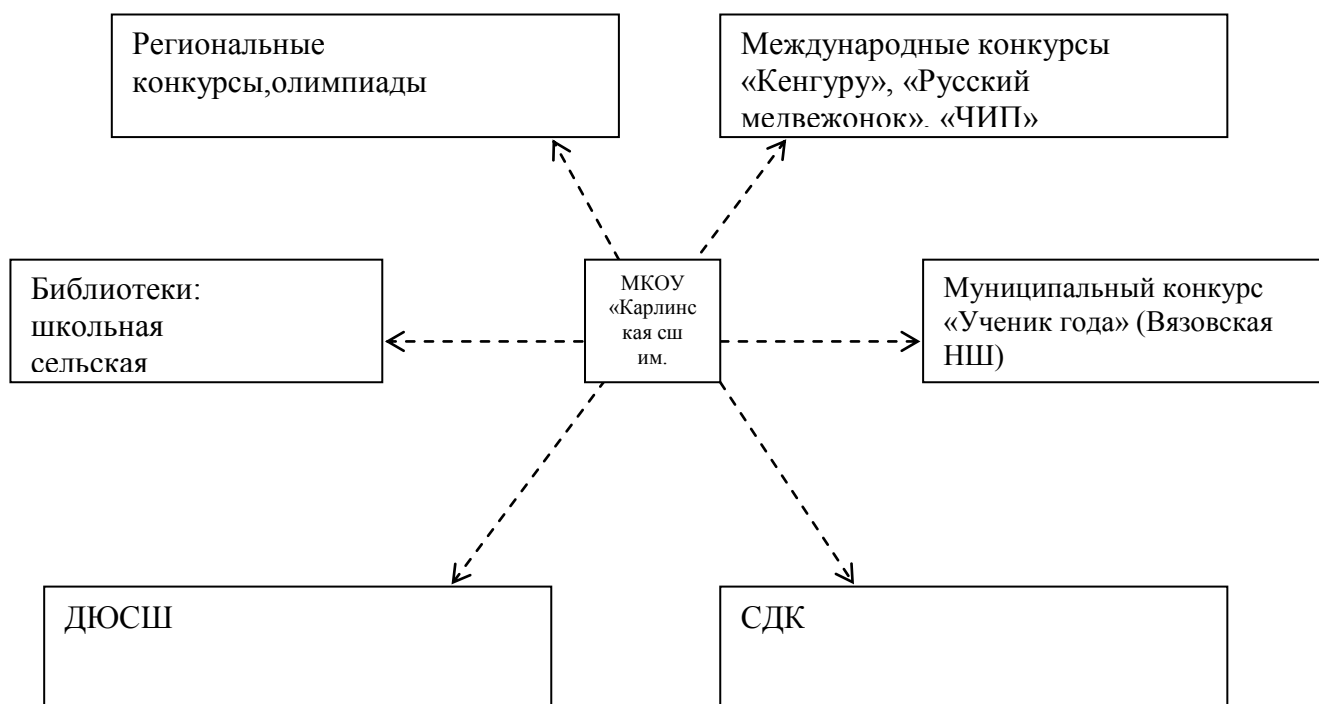 Региональные
конкурсы,олимпиады
Международные конкурсы
«Кенгуру», «Русский
медвежонок», «ЧИП»
Библиотеки:
школьная
сельская
МКОУ
«Карлинс
кая сш
им.
Муниципальный конкурс
«Ученик года» (Вязовская
НШ)
ДЮСШ
СДК